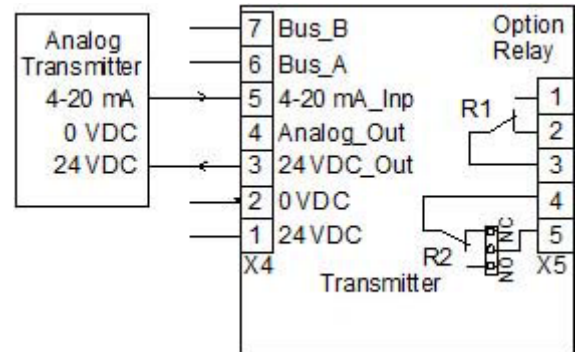 Analog
Transmitter
4-20 mA
0 VDC
24 VDC
7 Bus_B
6 Bus_A
5 4-20 mA_Inp
4 Analog_Out
3 24 VDC_Out
2 0 VDC
1 24 VDC
X4
Option
Relay
R1
1
2
3
4
5
R2
NO NC
X5
Transmitter